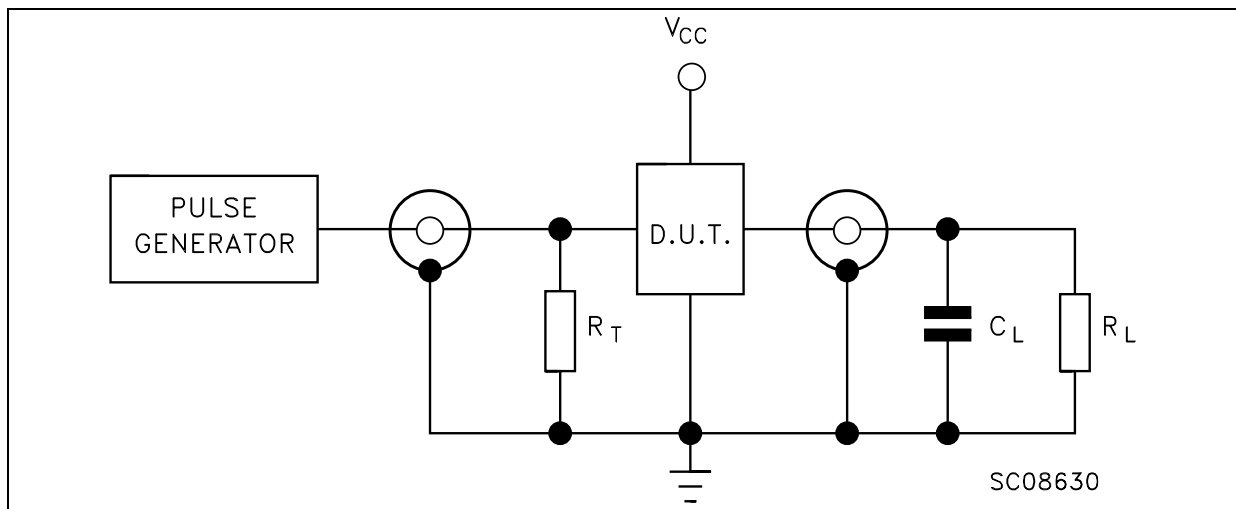 VCC
PULSE
GENERATOR
D.U.T.
RT
CL
RL
SC08630